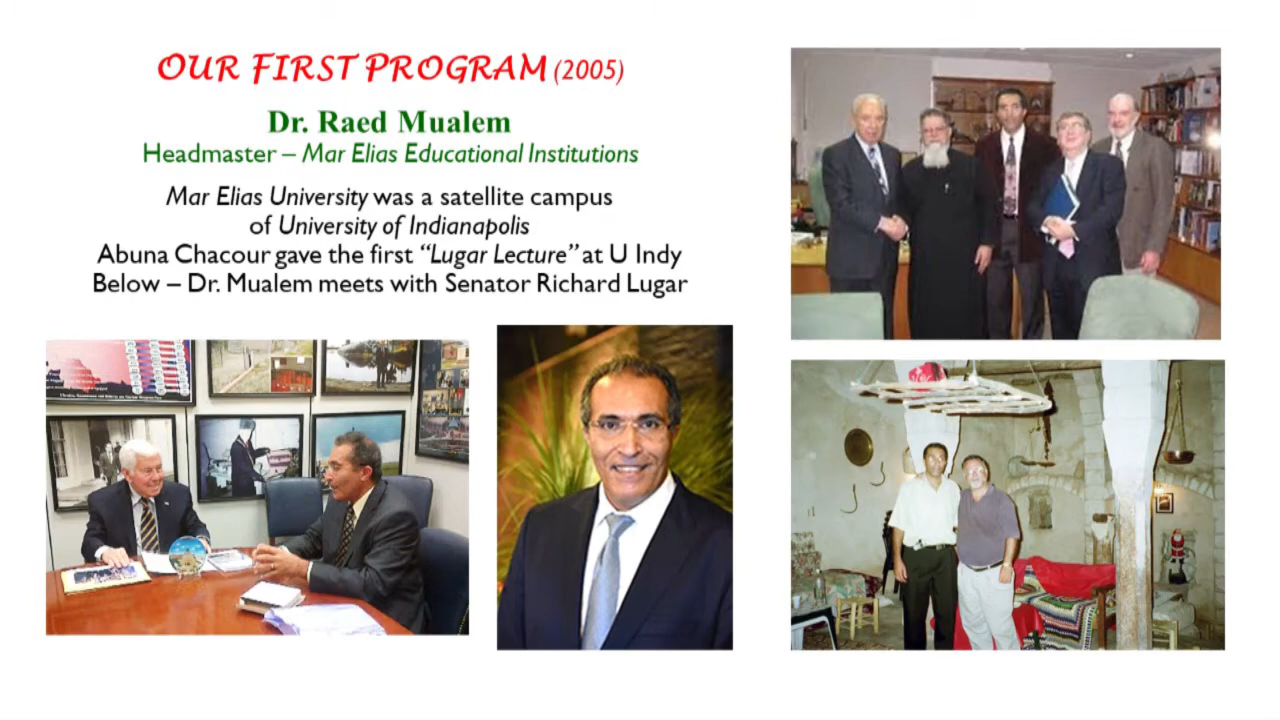 OUR FIRST PROGRAM (2005)
Dr. Raed Mualem
Headmaster – Mar Elias Educational Institutions
Mar Elias University was a satellite campus
of University of Indianapolis
Abuna Chacour gave the first “Lugar Lecture” at U Indy
Below – Dr. Mualem meets with Senator Richard Lugar